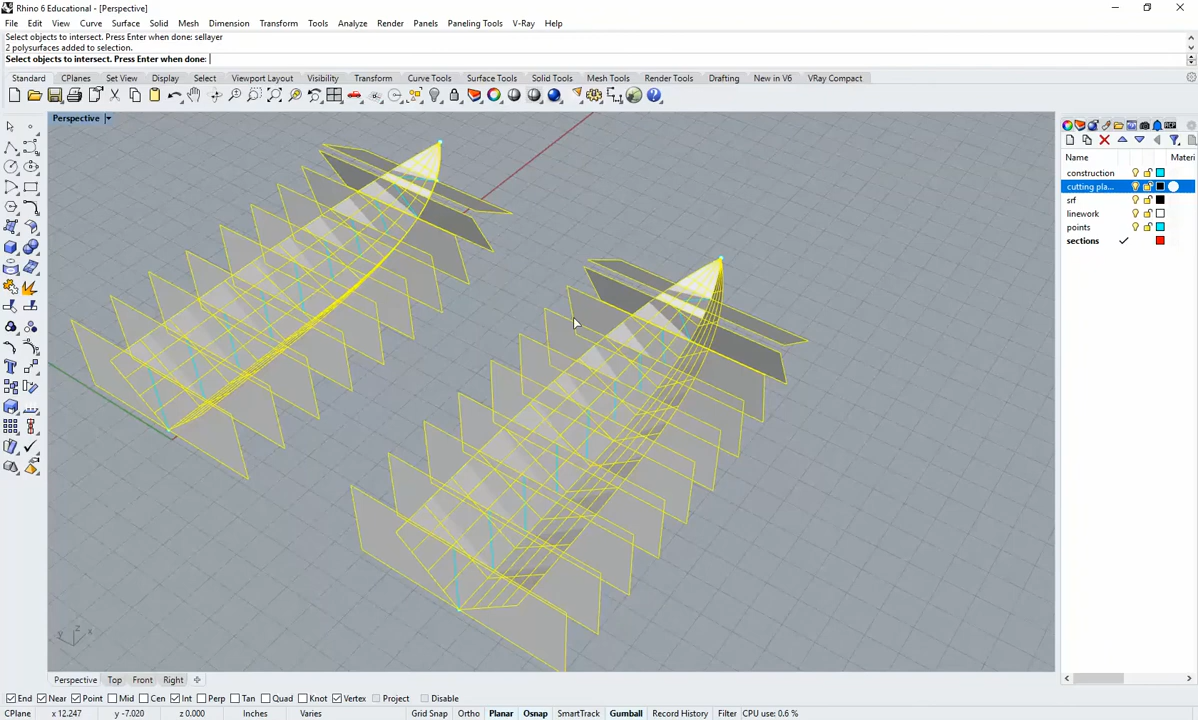 Rhino 6 Educational - [Perspective]
File Edit View Curve Surface Solid Mesh Dimension Transform Tools Analyze Render Panels Paneling Tools V-Ray Help
Select objects to intersect. Press Enter when done: sellayer
2 polysurfaces added to selection.
Select objects to intersect. Press Enter when done:
Standard CPlanes Set View Display Select Viewport Layout Visibility Transform Curve Tools Surface Tools Solid Tools Mesh Tools Render Tools Drafting New in V6 VRay Compact
Perspective
Name Materi
construction
cutting pla...
srf
linework
points
sections
z
y x
Perspective Top Front Right
End Near Point Mid Cen Int Perp Tan Quad Knot Vertex Project Disable
CPlane x 12.247 y -7.020 z 0.000 Inches Varies Grid Snap Ortho Planar Osnap SmartTrack Gumball Record History Filter CPU use: 0.6 %